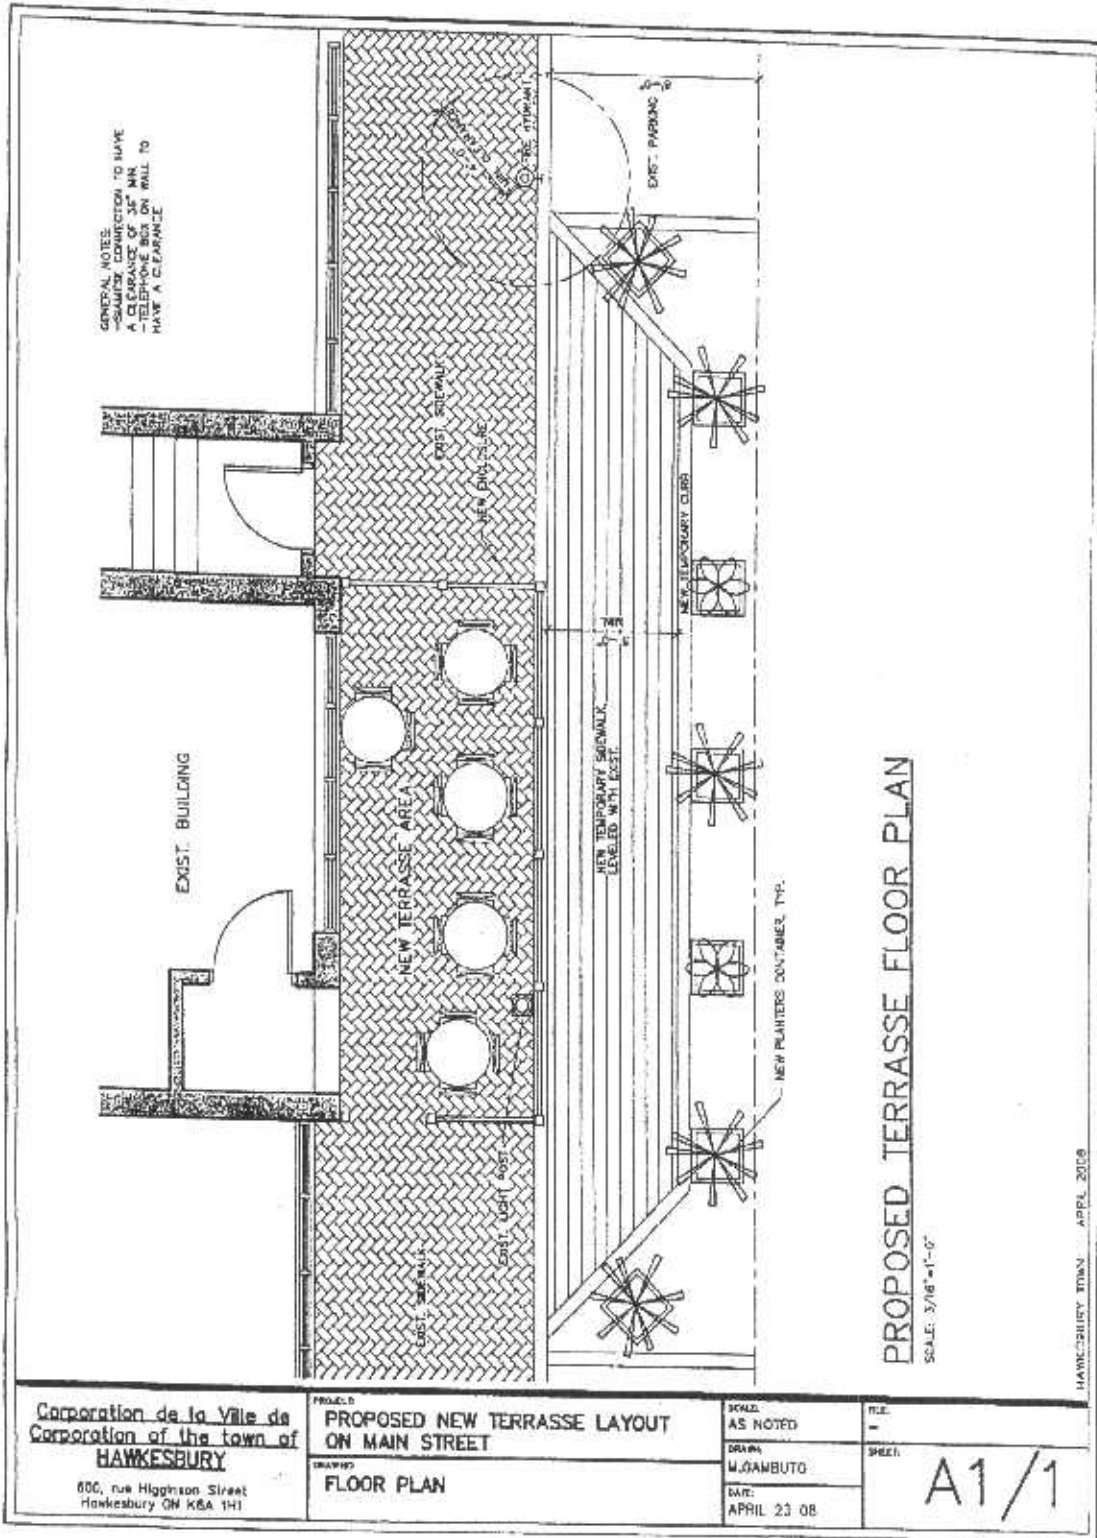 GENERAL NOTES:
-SIAMESE CONNECTION TO HAVE
A CLEARANCE OF 36" MIN.
-TELEPHONE BOX ON WALL TO
HAVE A CLEARANCE
EXIST. BUILDING
EXIST. SIDEWALK
NEW ENCLOSURE
FIRE HYDRANT
MIN. CLEARANCE
EXIST. PARKING
NEW TERRASSE AREA
NEW TEMPORARY CURB
MIN
NEW TEMPORARY SIDEWALK,
LEVELED WITH EXIST.
EXIST. SIDEWALK
EXIST. LIGHT POST
NEW PLANTERS CONTAINER, TYP.
PROPOSED TERRASSE FLOOR PLAN
SCALE: 3/16"=1'-0"
HAWKESBURY TOWN: APRIL 2008
Corporation de la Ville de
Corporation of the town of
HAWKESBURY
600, rue Higginson Street
Hawkesbury ON K6A 1H1
PROJECT:
PROPOSED NEW TERRASSE LAYOUT
ON MAIN STREET
DRAWING:
FLOOR PLAN
SCALE:
AS NOTED
DRAWN:
M.GAMBUTO
DATE:
APRIL 23 08
FILE:
-
SHEET:
A1/1